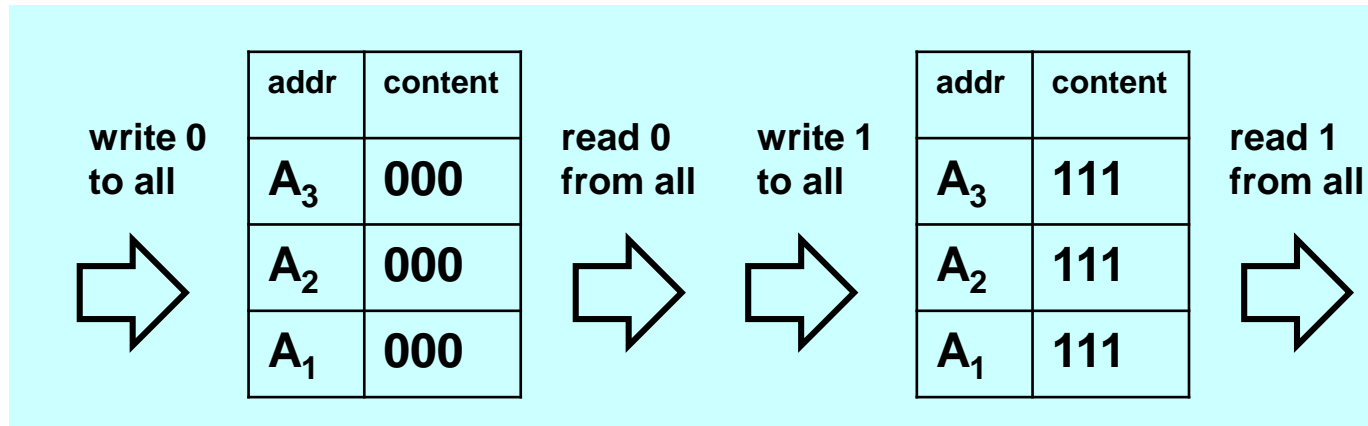 write 0
to all
addr content
A₃ 000
A₂ 000
A₁ 000
read 0
from all
write 1
to all
addr content
A₃ 111
A₂ 111
A₁ 111
read 1
from all